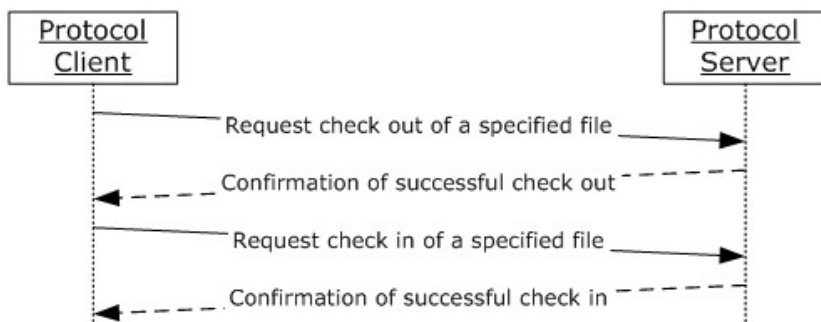 Protocol
Client
Protocol
Server
Request check out of a specified file
Confirmation of successful check out
Request check in of a specified file
Confirmation of successful check in